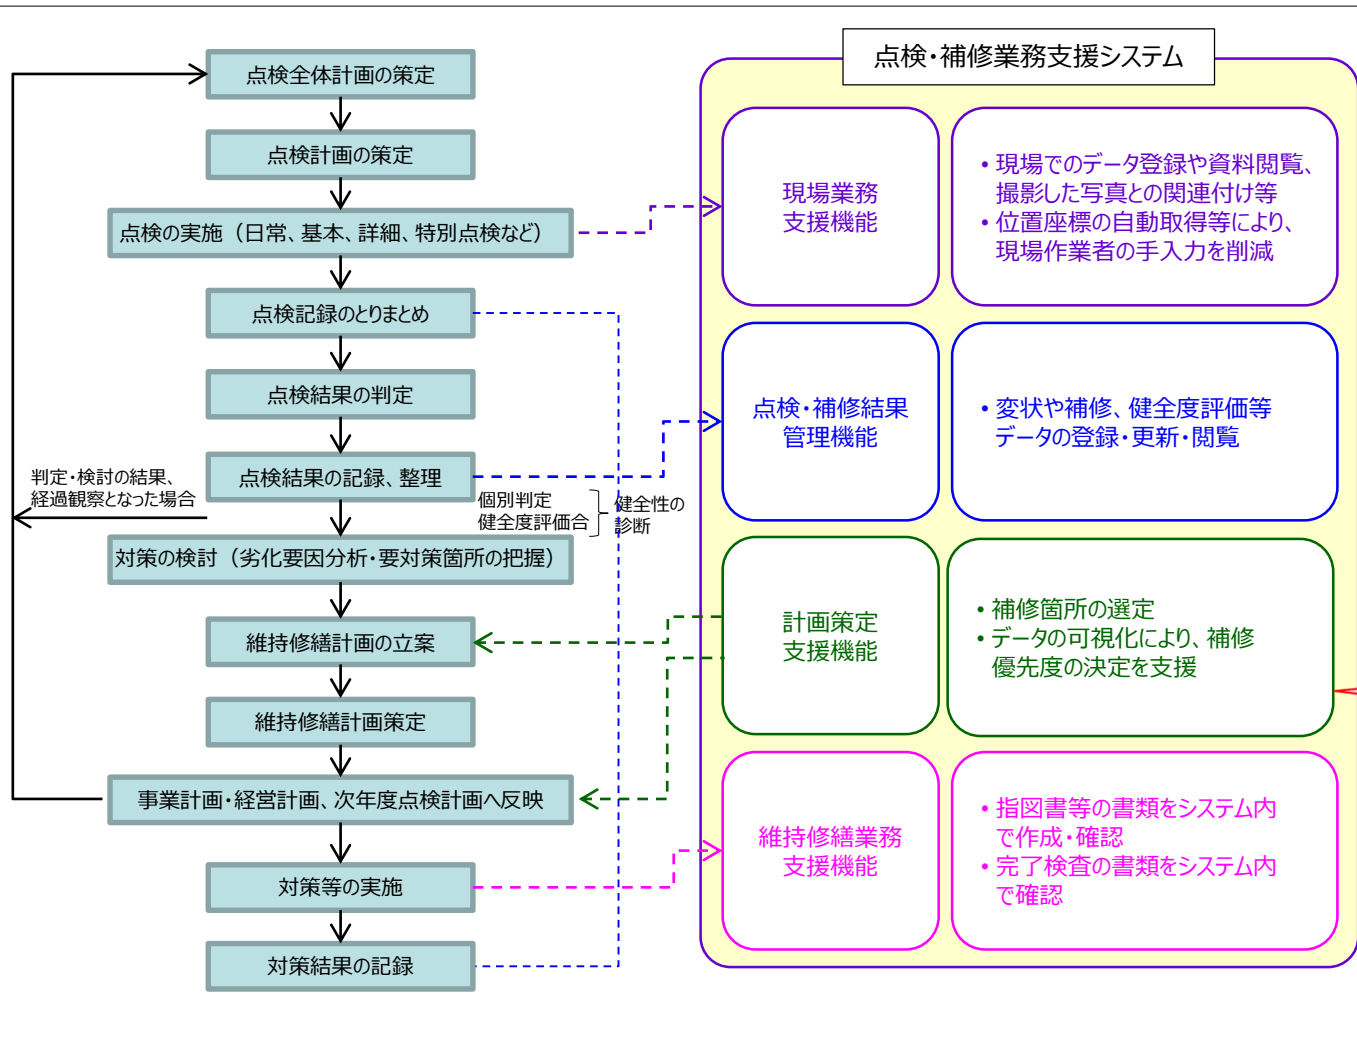 点検・補修業務支援システム
点検全体計画の策定
点検計画の策定
点検の実施（日常、基本、詳細、特別点検など）
点検記録のとりまとめ
点検結果の判定
点検結果の記録、整理
判定・検討の結果、
経過観察となった場合
個別判定
健全度評価合
健全性の
診断
対策の検討（劣化要因分析・要対策箇所の把握）
維持修繕計画の立案
維持修繕計画策定
事業計画・経営計画、次年度点検計画へ反映
対策等の実施
対策結果の記録
現場業務
支援機能
・現場でのデータ登録や資料閲覧、
撮影した写真との関連付け等
・位置座標の自動取得等により、
現場作業者の手入力を削減
点検・補修結果
管理機能
・変状や補修、健全度評価等
データの登録・更新・閲覧
計画策定
支援機能
・補修箇所の選定
・データの可視化により、補修
優先度の決定を支援
維持修繕業務
支援機能
・指図書等の書類をシステム内
で作成・確認
・完了検査の書類をシステム内
で確認